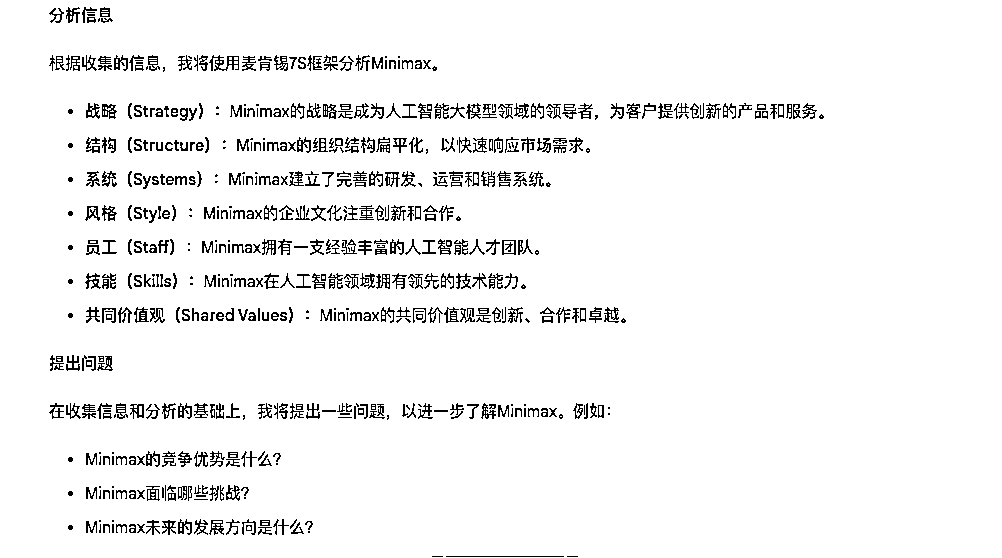 分析信息
根据收集的信息，我将使用麦肯锡7S框架分析Minimax。
• 战略（Strategy）：Minimax的战略是成为人工智能大模型领域的领导者，为客户提供创新的产品和服务。
• 结构（Structure）：Minimax的组织结构扁平化，以快速响应市场需求。
• 系统（Systems）：Minimax建立了完善的研发、运营和销售系统。
• 风格（Style）：Minimax的企业文化注重创新和合作。
• 员工（Staff）：Minimax拥有一支经验丰富的人工智能人才团队。
• 技能（Skills）：Minimax在人工智能领域拥有领先的技术能力。
• 共同价值观（Shared Values）：Minimax的共同价值观是创新、合作和卓越。
提出问题
在收集信息和分析的基础上，我将提出一些问题，以进一步了解Minimax。例如：
• Minimax的竞争优势是什么？
• Minimax面临哪些挑战？
• Minimax未来的发展方向是什么？